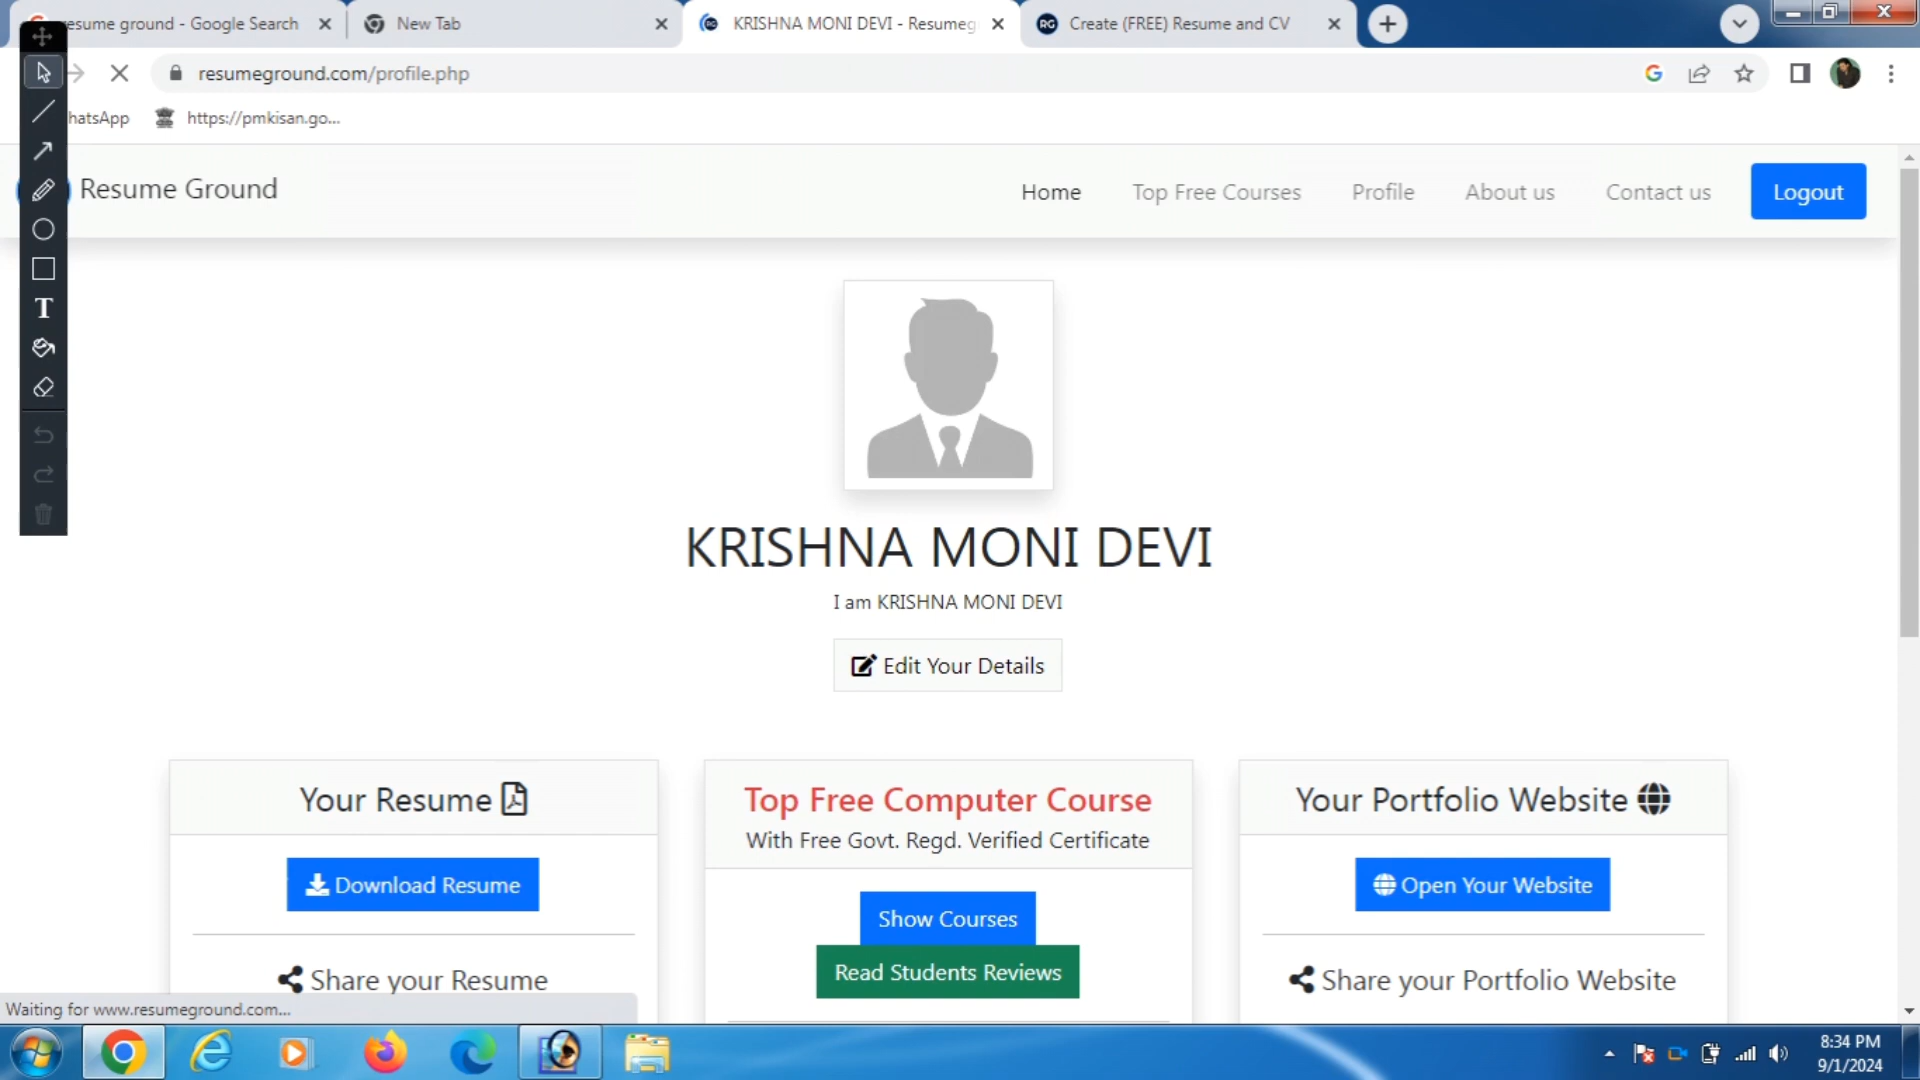 esume ground - Google Search
New Tab
KRISHNA MONI DEVI - Resumeg
Create (FREE) Resume and CV
resumeground.com/profile.php
hatsApp
https://pmkisan.go...
Resume Ground
Home
Top Free Courses
Profile
About us
Contact us
Logout
T
KRISHNA MONI DEVI
I am KRISHNA MONI DEVI
Edit Your Details
Your Resume
Download Resume
Share your Resume
Top Free Computer Course
With Free Govt. Regd. Verified Certificate
Show Courses
Read Students Reviews
Your Portfolio Website
Open Your Website
Share your Portfolio Website
Waiting for www.resumeground.com...
8:34 PM
9/1/2024